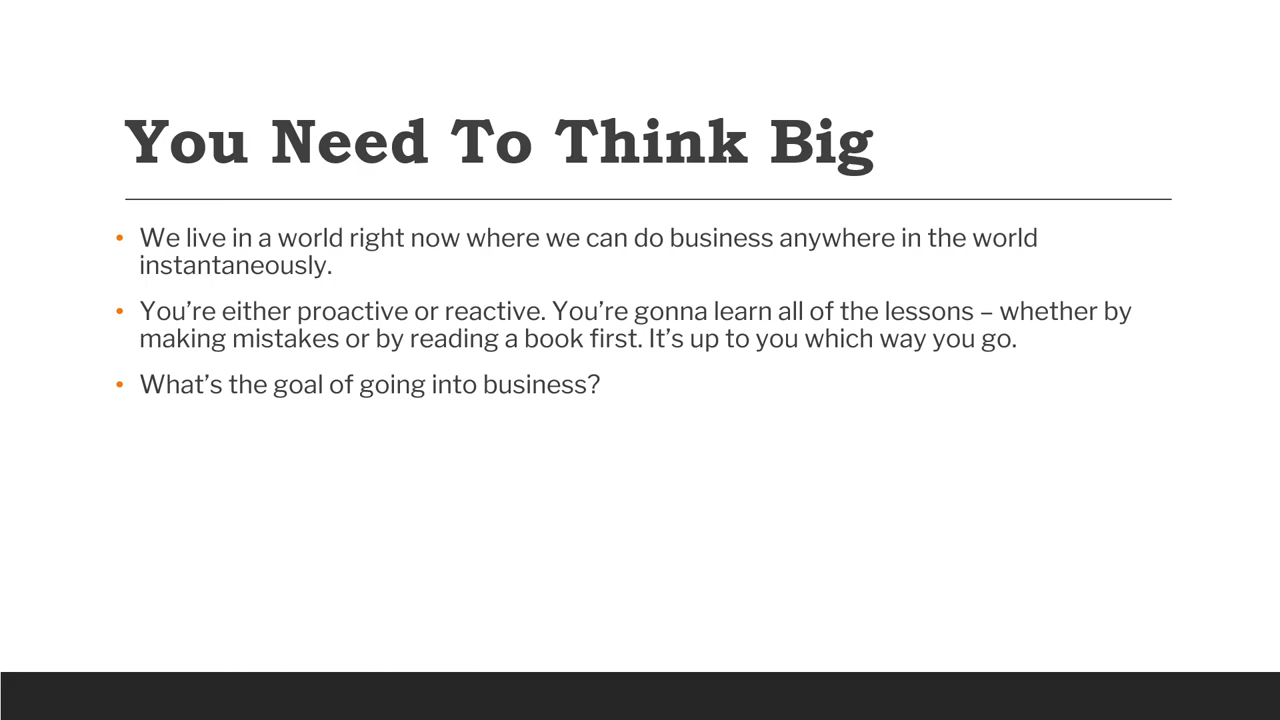 You Need To Think Big
• We live in a world right now where we can do business anywhere in the world
instantaneously.
• You’re either proactive or reactive. You’re gonna learn all of the lessons – whether by
making mistakes or by reading a book first. It’s up to you which way you go.
• What’s the goal of going into business?